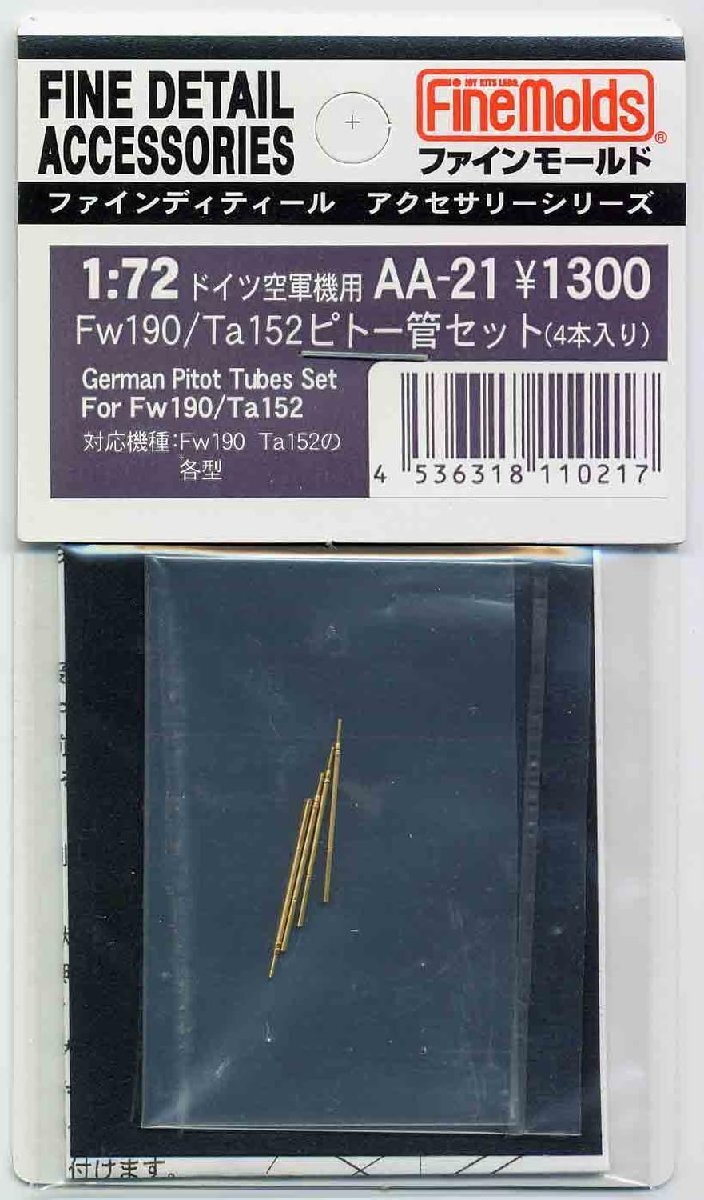 FINE DETAIL
ACCESSORIES
JOY KITS LABO.
FineMolds®
ファインモールド
ファインディティール アクセサリーシリーズ
1:72 ドイツ空軍機用 AA-21 ¥1300
Fw190/Ta152ピトー管セット(4本入り)
German Pitot Tubes Set
For Fw190/Ta152
対応機種:Fw190 Ta152の
各型
4 536318 110217
付けます。